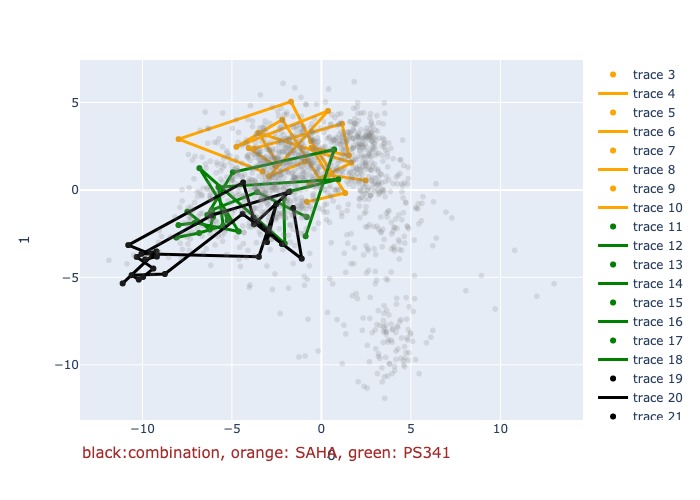 trace 3
trace 4
trace 5
trace 6
trace 7
trace 8
trace 9
trace 10
trace 11
trace 12
trace 13
trace 14
trace 15
trace 16
trace 17
trace 18
trace 19
trace 20
trace 21
5
0
−5
−10
1
−10
−5
0
5
10
0
black:combination, orange: SAHA, green: PS341